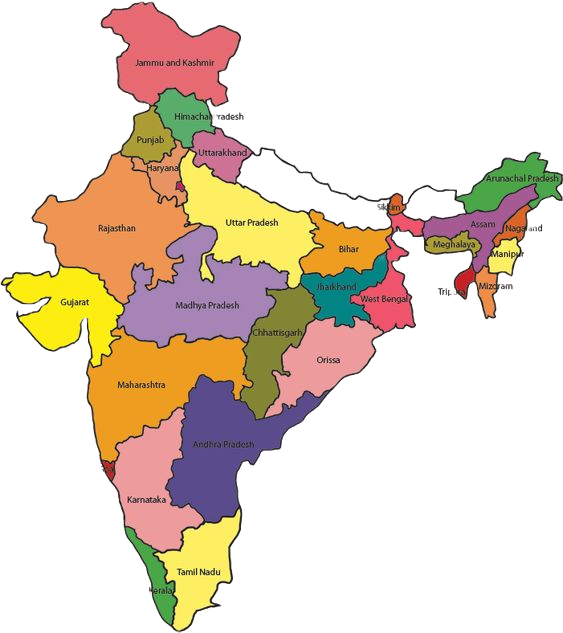 Jammu and Kashmir
Himachal Pradesh
Punjab
Uttarakhand
Haryana
Arunachal Pradesh
Sikkim
Rajasthan
Uttar Pradesh
Assam
Nagaland
Bihar
Meghalaya
Manipur
Jharkhand
Tripura
Mizoram
Gujarat
Madhya Pradesh
West Bengal
Chhattisgarh
Orissa
Maharashtra
Andhra Pradesh
Karnataka
Tamil Nadu
Kerala